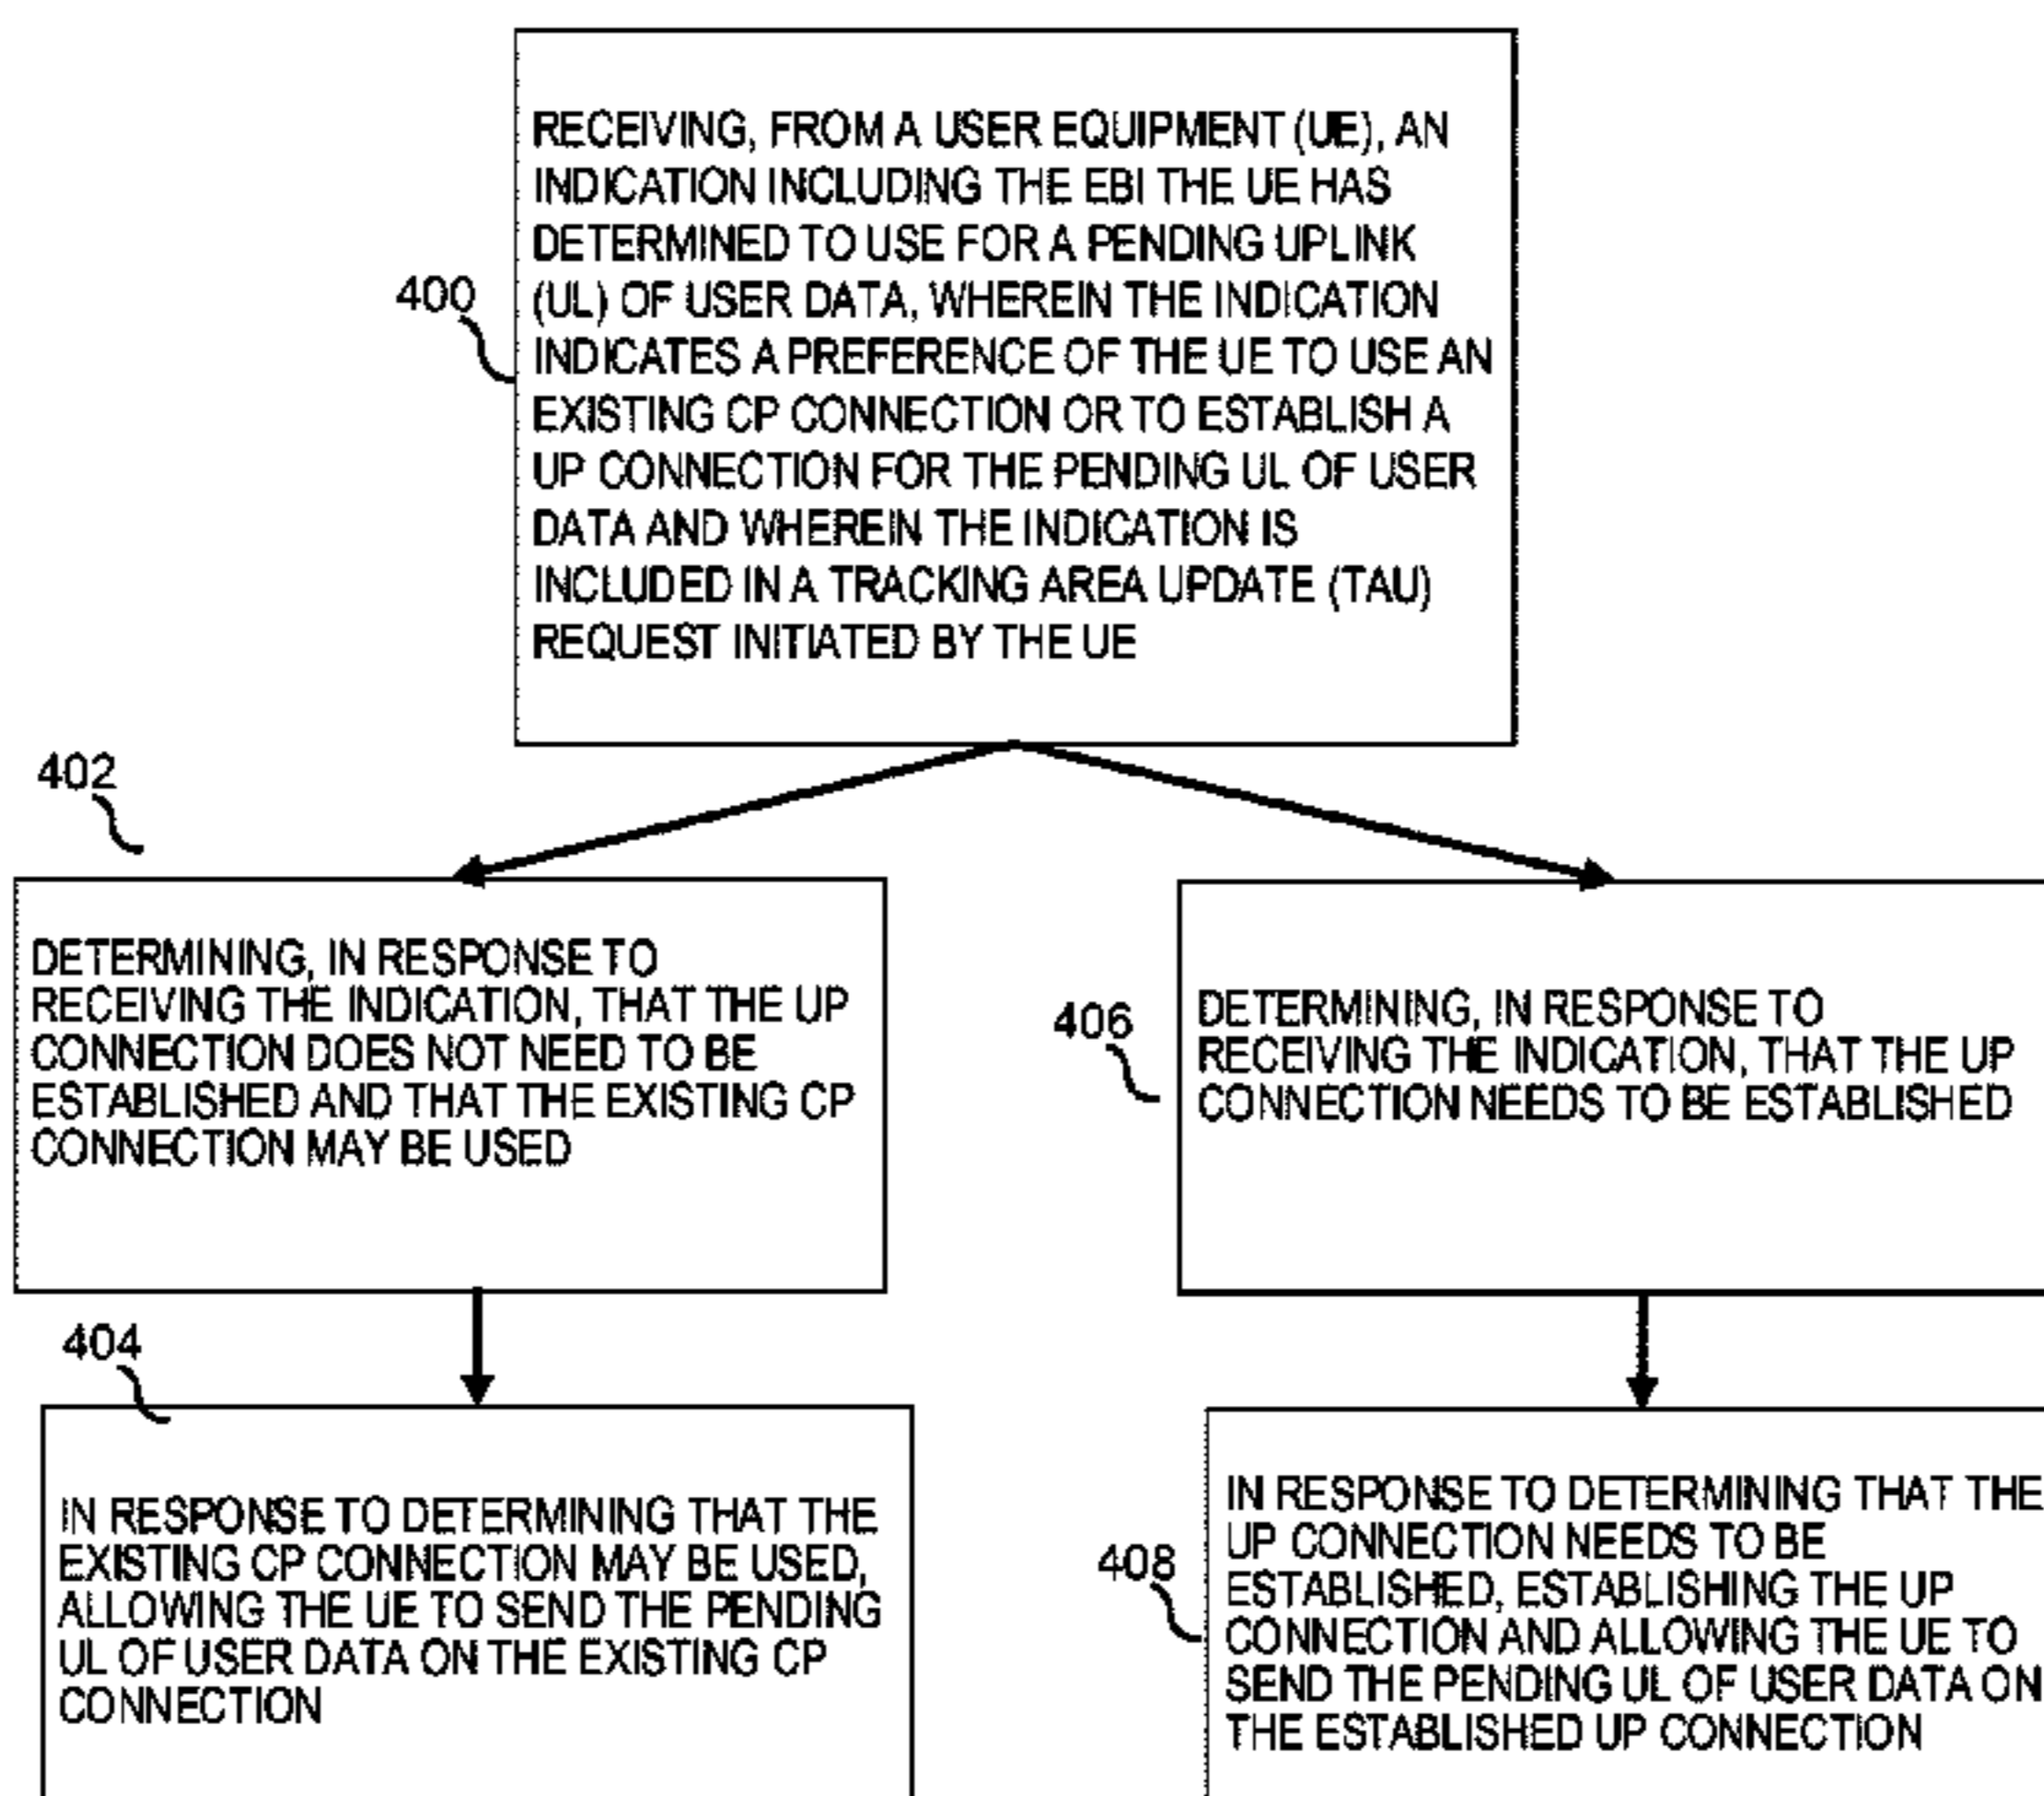 RECEIVING, FROM A USER EQUIPMENT (UE), AN
INDICATION INCLUDING THE EBI THE UE HAS
DETERMINED TO USE FOR A PENDING UPLINK
(UL) OF USER DATA, WHEREIN THE INDICATION
INDICATES A PREFERENCE OF THE UE TO USE AN
EXISTING CP CONNECTION OR TO ESTABLISH A
UP CONNECTION FOR THE PENDING UL OF USER
DATA AND WHEREIN THE INDICATION IS
INCLUDED IN A TRACKING AREA UPDATE (TAU)
REQUEST INITIATED BY THE UE
400
402
DETERMINING, IN RESPONSE TO
RECEIVING THE INDICATION, THAT THE UP
CONNECTION DOES NOT NEED TO BE
ESTABLISHED AND THAT THE EXISTING CP
CONNECTION MAY BE USED
406
DETERMINING, IN RESPONSE TO
RECEIVING THE INDICATION, THAT THE UP
CONNECTION NEEDS TO BE ESTABLISHED
404
IN RESPONSE TO DETERMINING THAT THE
EXISTING CP CONNECTION MAY BE USED,
ALLOWING THE UE TO SEND THE PENDING
UL OF USER DATA ON THE EXISTING CP
CONNECTION
408
IN RESPONSE TO DETERMINING THAT THE
UP CONNECTION NEEDS TO BE
ESTABLISHED, ESTABLISHING THE UP
CONNECTION AND ALLOWING THE UE TO
SEND THE PENDING UL OF USER DATA ON
THE ESTABLISHED UP CONNECTION